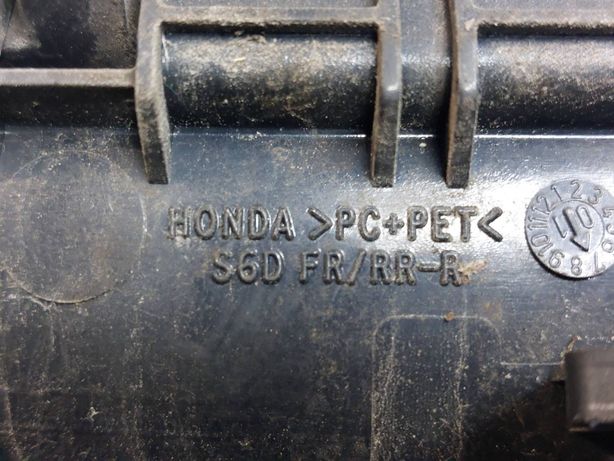 HONDA >PC+PET<
S6D FR/RR-R